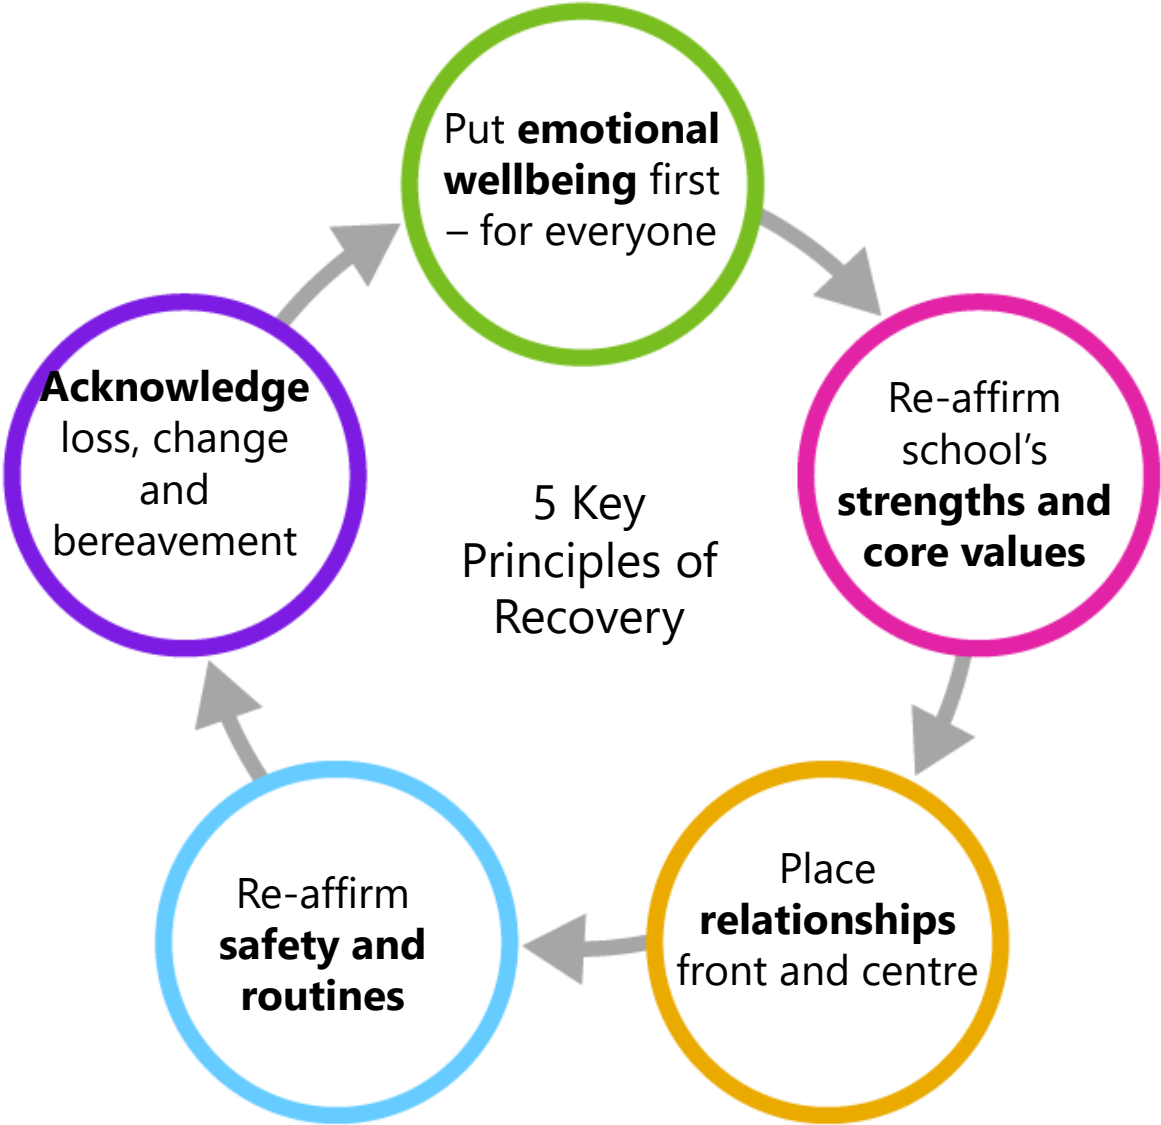 Put emotional
wellbeing first
– for everyone
Re-affirm
school’s
strengths and
core values
Place
relationships
front and centre
Re-affirm
safety and
routines
Acknowledge
loss, change
and
bereavement
5 Key
Principles of
Recovery